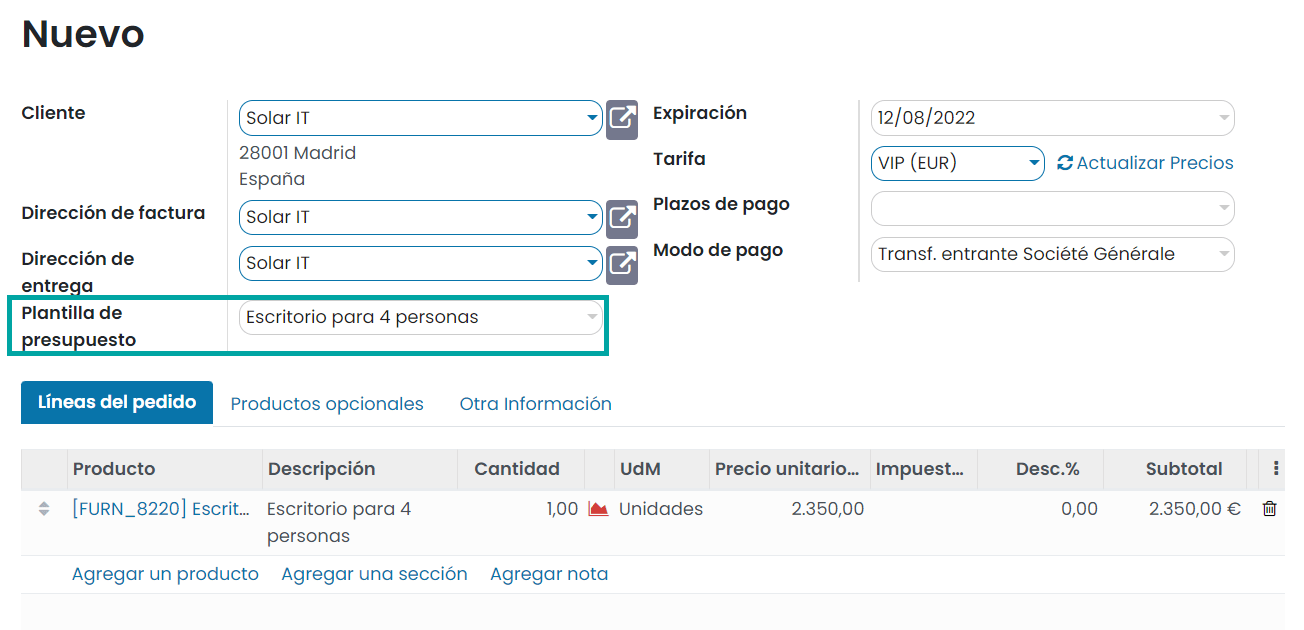 Nuevo
Cliente
Solar IT
28001 Madrid
España
Dirección de factura
Solar IT
Dirección de
entrega
Solar IT
Plantilla de
presupuesto
Escritorio para 4 personas
Expiración
12/08/2022
Tarifa
VIP (EUR)
Actualizar Precios
Plazos de pago
Modo de pago
Transf. entrante Société Générale
Líneas del pedido Productos opcionales Otra Información
Producto Descripción Cantidad UdM Precio unitario... Impuest... Desc.% Subtotal
[FURN_8220] Escrit... Escritorio para 4 1,00 Unidades 2.350,00 0,00 2.350,00 €
personas
Agregar un producto Agregar una sección Agregar nota